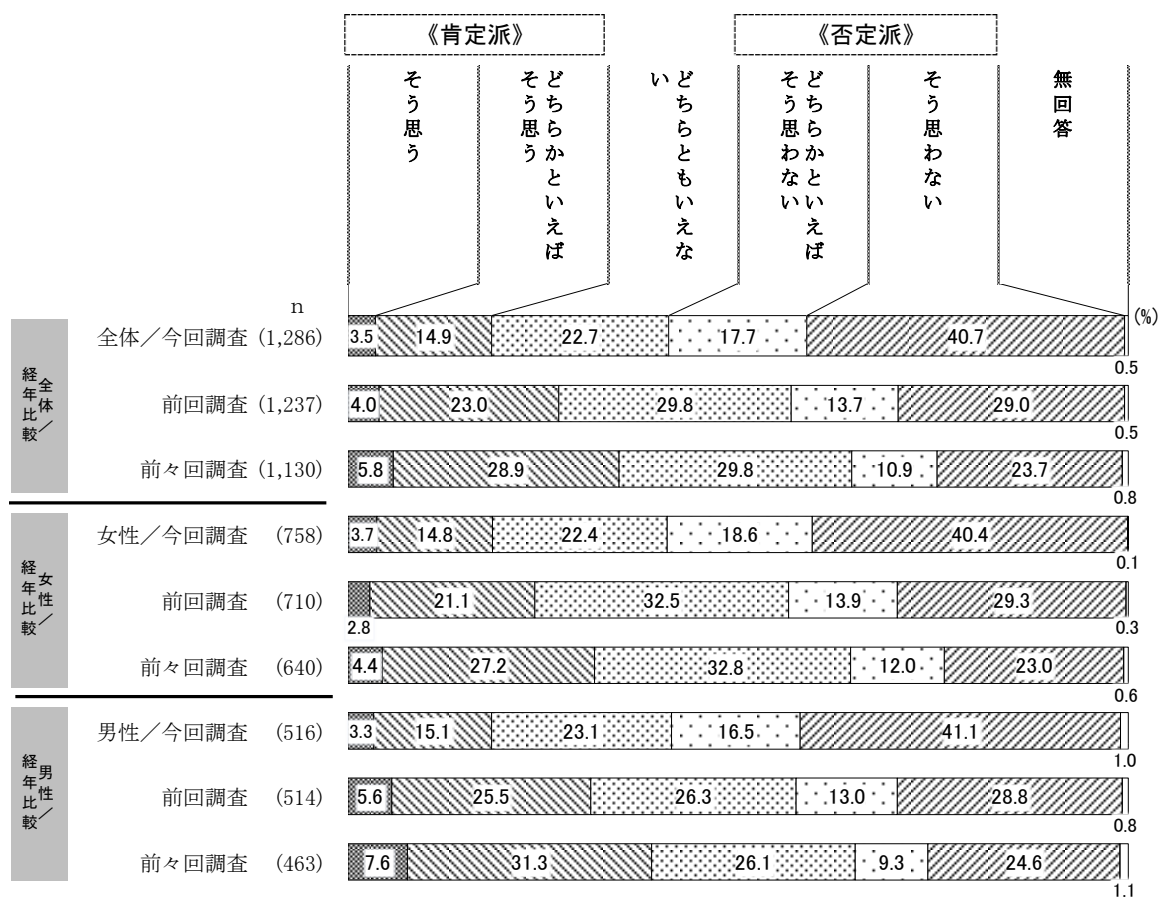 《肯定派》 《否定派》
そう思う
どちらかといえば
そう思う
どちらともいえな
い
どちらかといえば
そう思わない
そう思わない
無回答
n
(%)
全体／
経年比較
全体／今回調査 (1,286) 3.5 14.9 22.7 17.7 40.7 0.5
前回調査 (1,237) 4.0 23.0 29.8 13.7 29.0 0.5
前々回調査 (1,130) 5.8 28.9 29.8 10.9 23.7 0.8
女性／
経年比較
女性／今回調査 (758) 3.7 14.8 22.4 18.6 40.4 0.1
前回調査 (710) 2.8 21.1 32.5 13.9 29.3 0.3
前々回調査 (640) 4.4 27.2 32.8 12.0 23.0 0.6
男性／
経年比較
男性／今回調査 (516) 3.3 15.1 23.1 16.5 41.1 1.0
前回調査 (514) 5.6 25.5 26.3 13.0 28.8 0.8
前々回調査 (463) 7.6 31.3 26.1 9.3 24.6 1.1